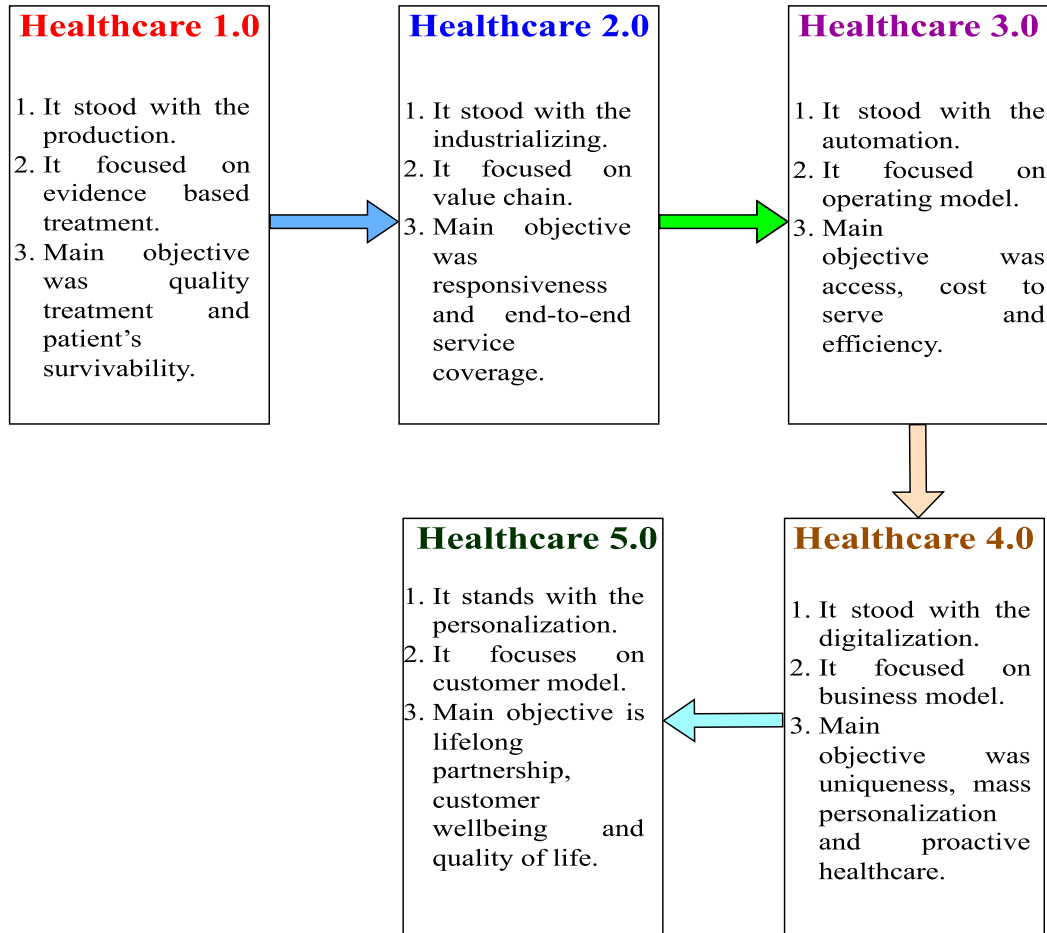 Healthcare 1.0
1. It stood with the
production.
2. It focused on
evidence based
treatment.
3. Main objective
was quality
treatment and
patient’s
survivability.
Healthcare 2.0
1. It stood with the
industrializing.
2. It focused on
value chain.
3. Main objective
was
responsiveness
and end-to-end
service
coverage.
Healthcare 3.0
1. It stood with the
automation.
2. It focused on
operating model.
3. Main
objective was
access, cost to
serve and
efficiency.
Healthcare 4.0
1. It stood with the
digitalization.
2. It focused on
business model.
3. Main
objective was
uniqueness, mass
personalization
and proactive
healthcare.
Healthcare 5.0
1. It stands with the
personalization.
2. It focuses on
customer model.
3. Main objective is
lifelong
partnership,
customer
wellbeing and
quality of life.